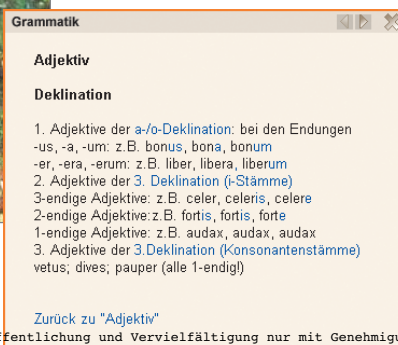 Grammatik
Adjektiv
Deklination
1. Adjektive der a-/o-Deklination: bei den Endungen
-us, -a, -um: z.B. bonus, bona, bonum
-er, -era, -erum: z.B. liber, libera, liberum
2. Adjektive der 3. Deklination (i-Stämme)
3-endige Adjektive: z.B. celer, celeris, celere
2-endige Adjektive:z.B. fortis, fortis, forte
1-endige Adjektive: z.B. audax, audax, audax
3. Adjektive der 3.Deklination (Konsonantenstämme)
vetus; dives; pauper (alle 1-endig!)
Zurück zu "Adjektiv"
ffentlichung und Vervielfältigung nur mit Genehmigu